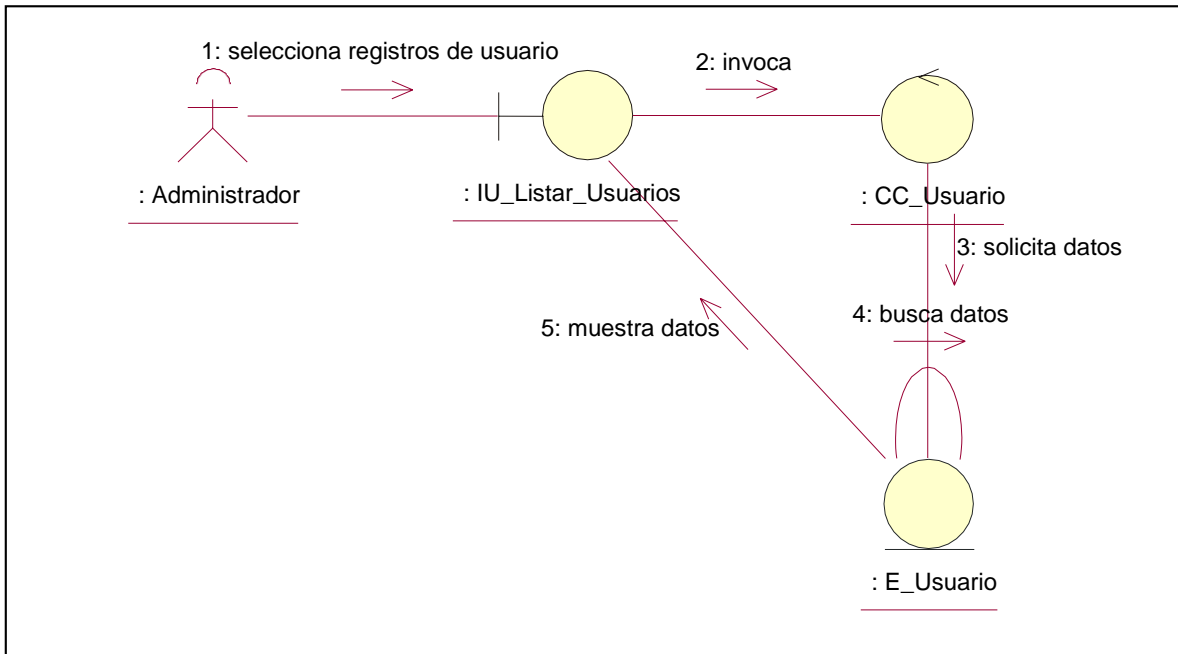 1: selecciona registros de usuario
2: invoca
: Administrador
: IU_Listar_Usuarios
: CC_Usuario
3: solicita datos
4: busca datos
5: muestra datos
: E_Usuario